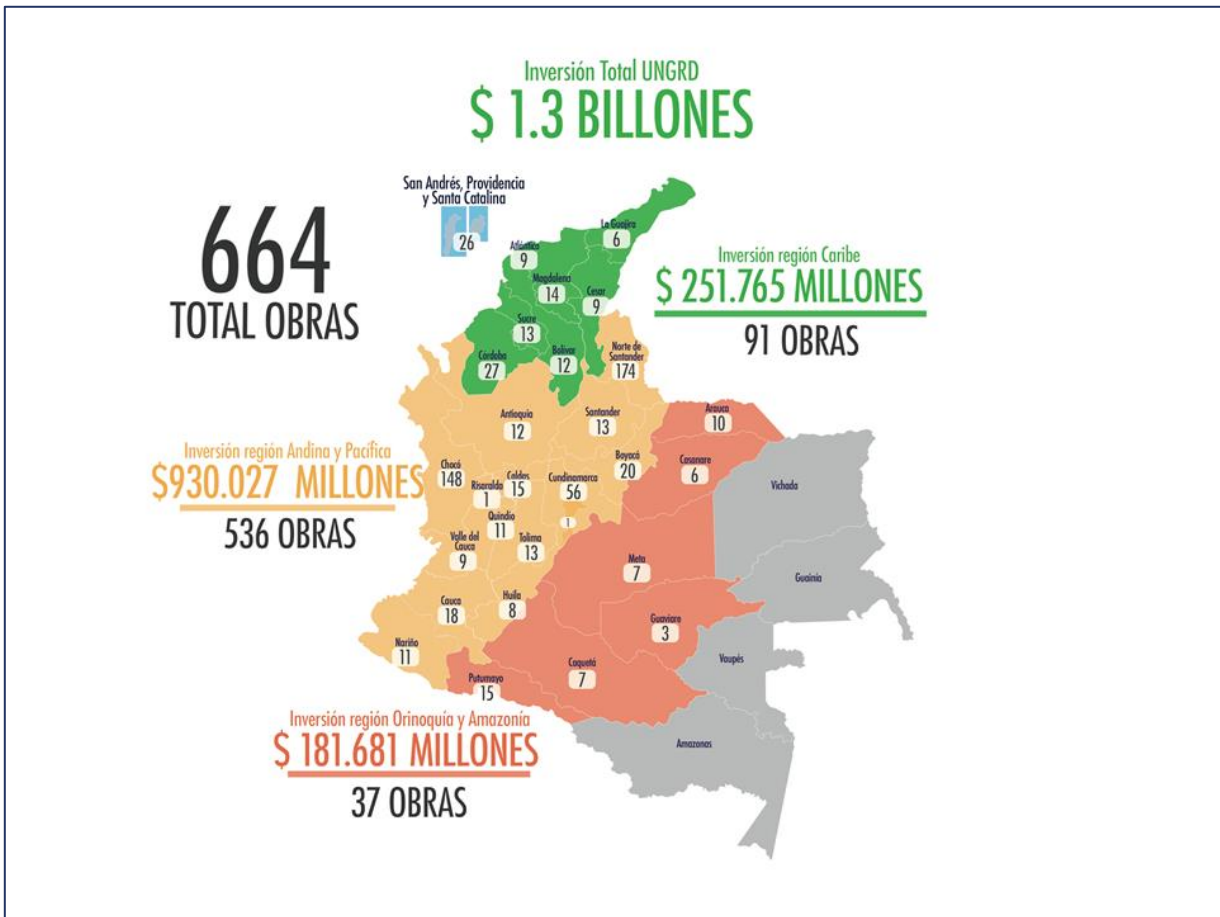 Inversión Total UNGRD
$ 1.3 BILLONES
San Andrés, Providencia
y Santa Catalina
26
664
TOTAL OBRAS
La Guajira
6
Atlántico
9
Magdalena
14
Cesar
9
Sucre
13
Bolívar
12
Córdoba
27
Inversión región Caribe
$ 251.765 MILLONES
91 OBRAS
Norte de
Santander
174
Antioquia
12
Santander
13
Arauca
10
Boyacá
20
Casanare
6
Vichada
Inversión región Andina y Pacífica
$930.027 MILLONES
536 OBRAS
Chocó
148
Risaralda
1
Caldas
15
Cundinamarca
56
1
Quindio
11
Valle del
Cauca
9
Tolima
13
Meta
7
Guainía
Cauca
18
Huila
8
Guaviare
3
Nariño
11
Vaupés
Caquetá
7
Putumayo
15
Amazonas
Inversión región Orinoquía y Amazonía
$ 181.681 MILLONES
37 OBRAS